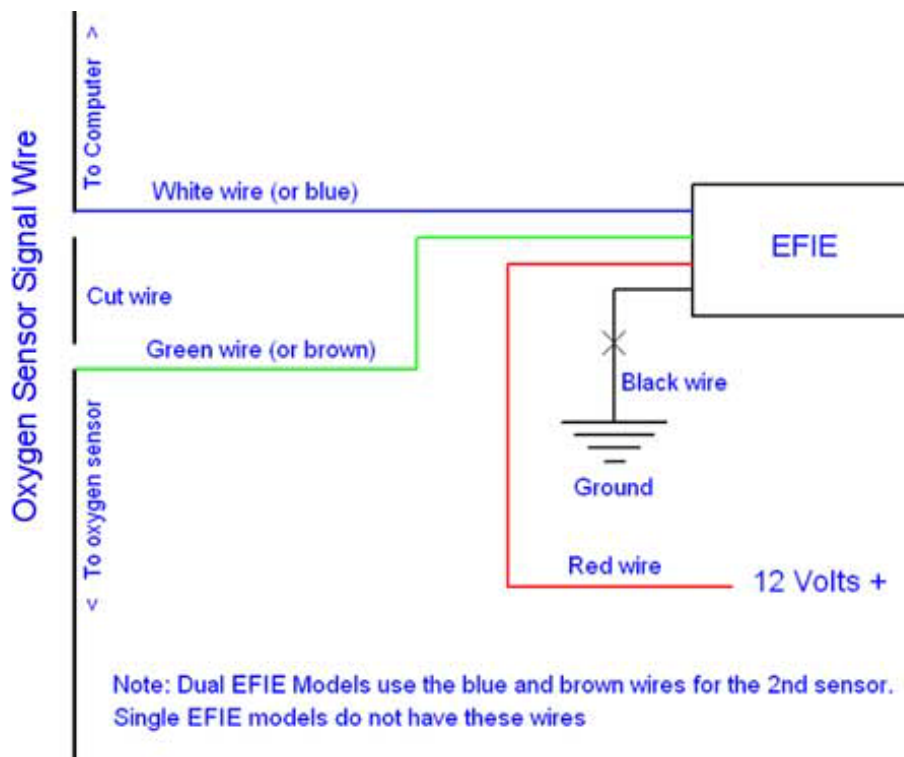 Oxygen Sensor Signal Wire
To Computer >
White wire (or blue)
EFIE
Cut wire
Green wire (or brown)
Black wire
Ground
< To oxygen sensor
Red wire
12 Volts +
Note: Dual EFIE Models use the blue and brown wires for the 2nd sensor.
Single EFIE models do not have these wires